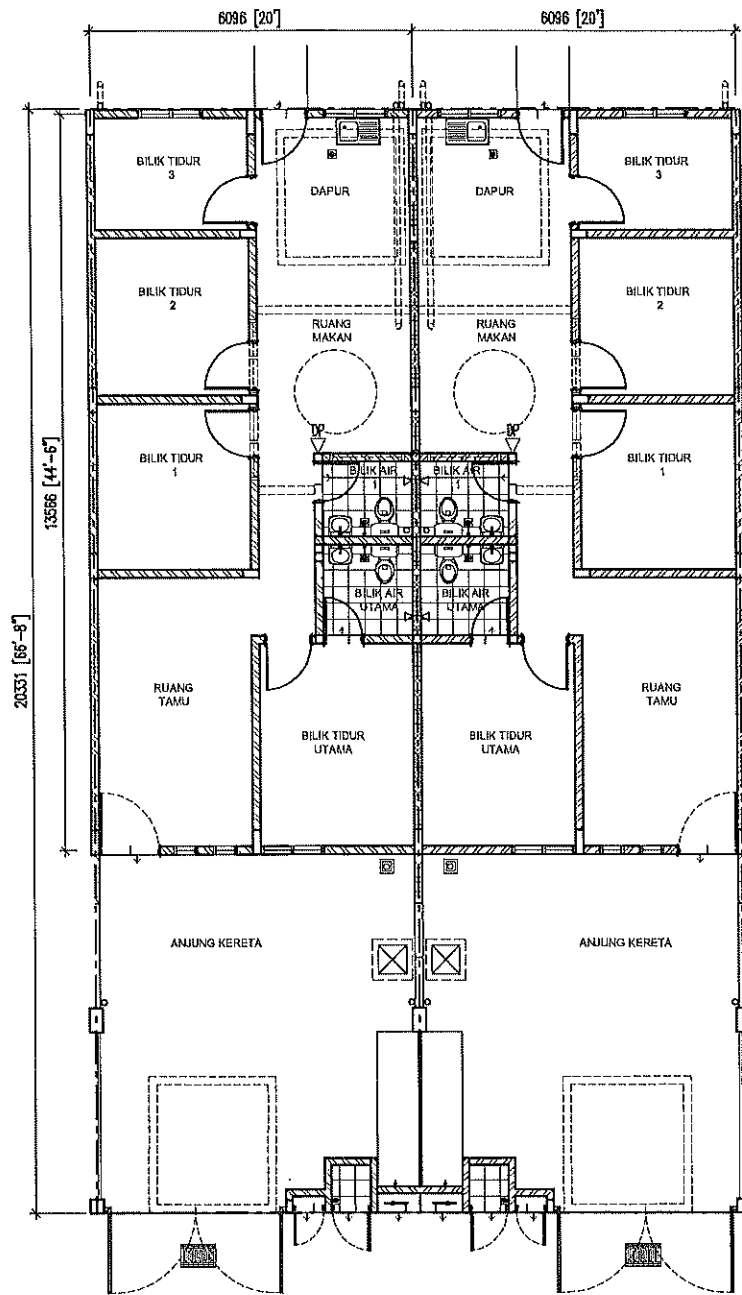 6096 [20']
6096 [20']
BILIK TIDUR
3
DAPUR
DAPUR
BILIK TIDUR
3
BILIK TIDUR
2
BILIK TIDUR
2
RUANG
MAKAN
RUANG
MAKAN
DP
DP
BILIK TIDUR
1
BILIK AIR
1
BILIK AIR
1
BILIK TIDUR
1
13566 [44'-6"]
20331 [66'-8"]
BILIK AIR
UTAMA
BILIK AIR
UTAMA
RUANG
TAMU
BILIK TIDUR
UTAMA
BILIK TIDUR
UTAMA
RUANG
TAMU
ANJUNG KERETA
ANJUNG KERETA